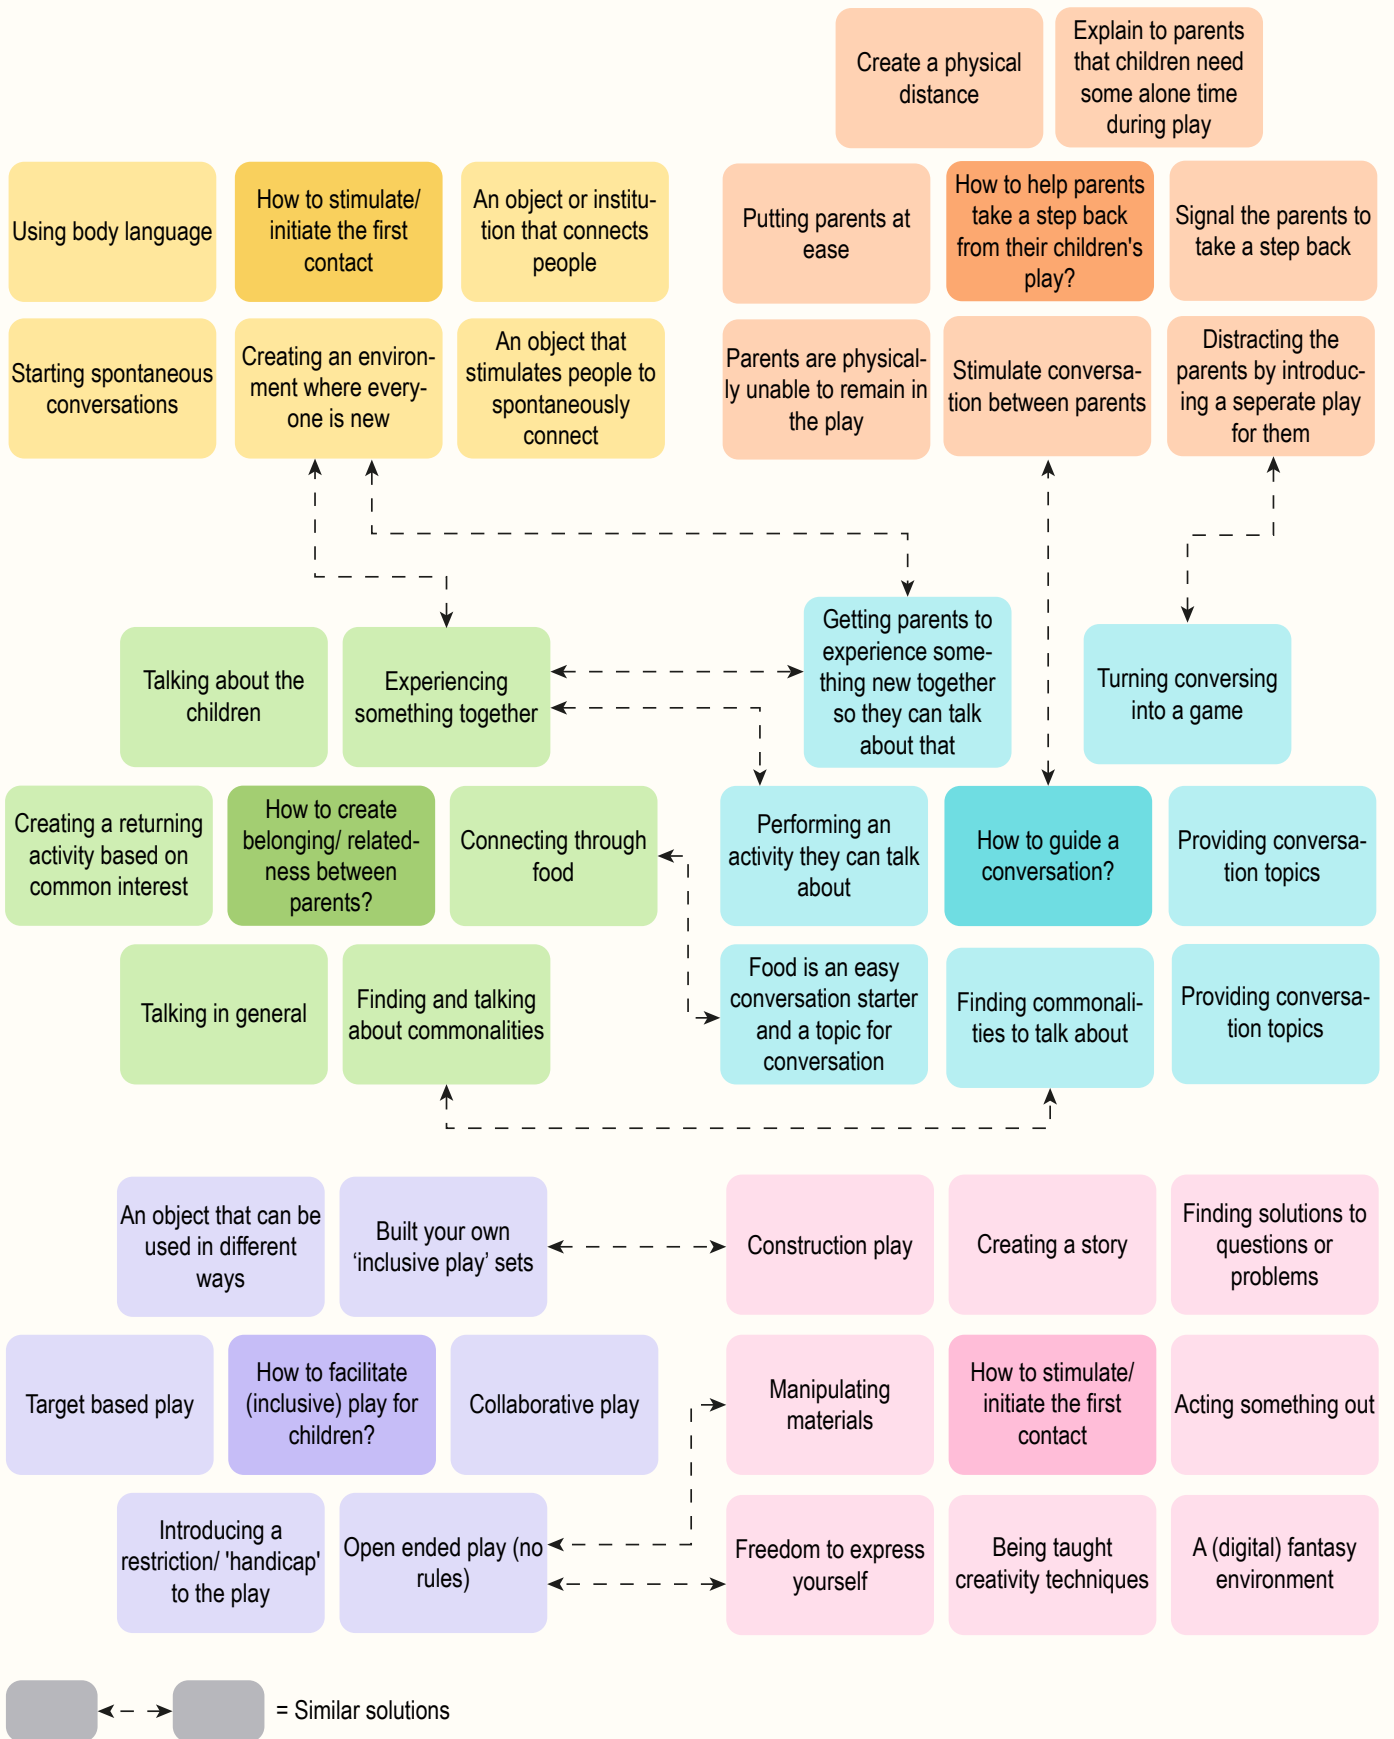 Create a physical
distance
Explain to parents
that children need
some alone time
during play
Using body language
How to stimulate/
initiate the first
contact
An object or institu-
tion that connects
people
Putting parents at
ease
How to help parents
take a step back
from their children's
play?
Signal the parents to
take a step back
Starting spontaneous
conversations
Creating an environ-
ment where every-
one is new
An object that
stimulates people to
spontaneously
connect
Parents are physical-
ly unable to remain in
the play
Stimulate conversa-
tion between parents
Distracting the
parents by introduc-
ing a seperate play
for them
Talking about the
children
Experiencing
something together
Getting parents to
experience some-
thing new together
so they can talk
about that
Turning conversing
into a game
Creating a returning
activity based on
common interest
How to create
belonging/ related-
ness between
parents?
Connecting through
food
Performing an
activity they can talk
about
How to guide a
conversation?
Providing conversa-
tion topics
Talking in general
Finding and talking
about commonalities
Food is an easy
conversation starter
and a topic for
conversation
Finding commonali-
ties to talk about
Providing conversa-
tion topics
An object that can be
used in different
ways
Built your own
‘inclusive play’ sets
Construction play
Creating a story
Finding solutions to
questions or
problems
Target based play
How to facilitate
(inclusive) play for
children?
Collaborative play
Manipulating
materials
How to stimulate/
initiate the first
contact
Acting something out
Introducing a
restriction/ 'handicap'
to the play
Open ended play (no
rules)
Freedom to express
yourself
Being taught
creativity techniques
A (digital) fantasy
environment
= Similar solutions